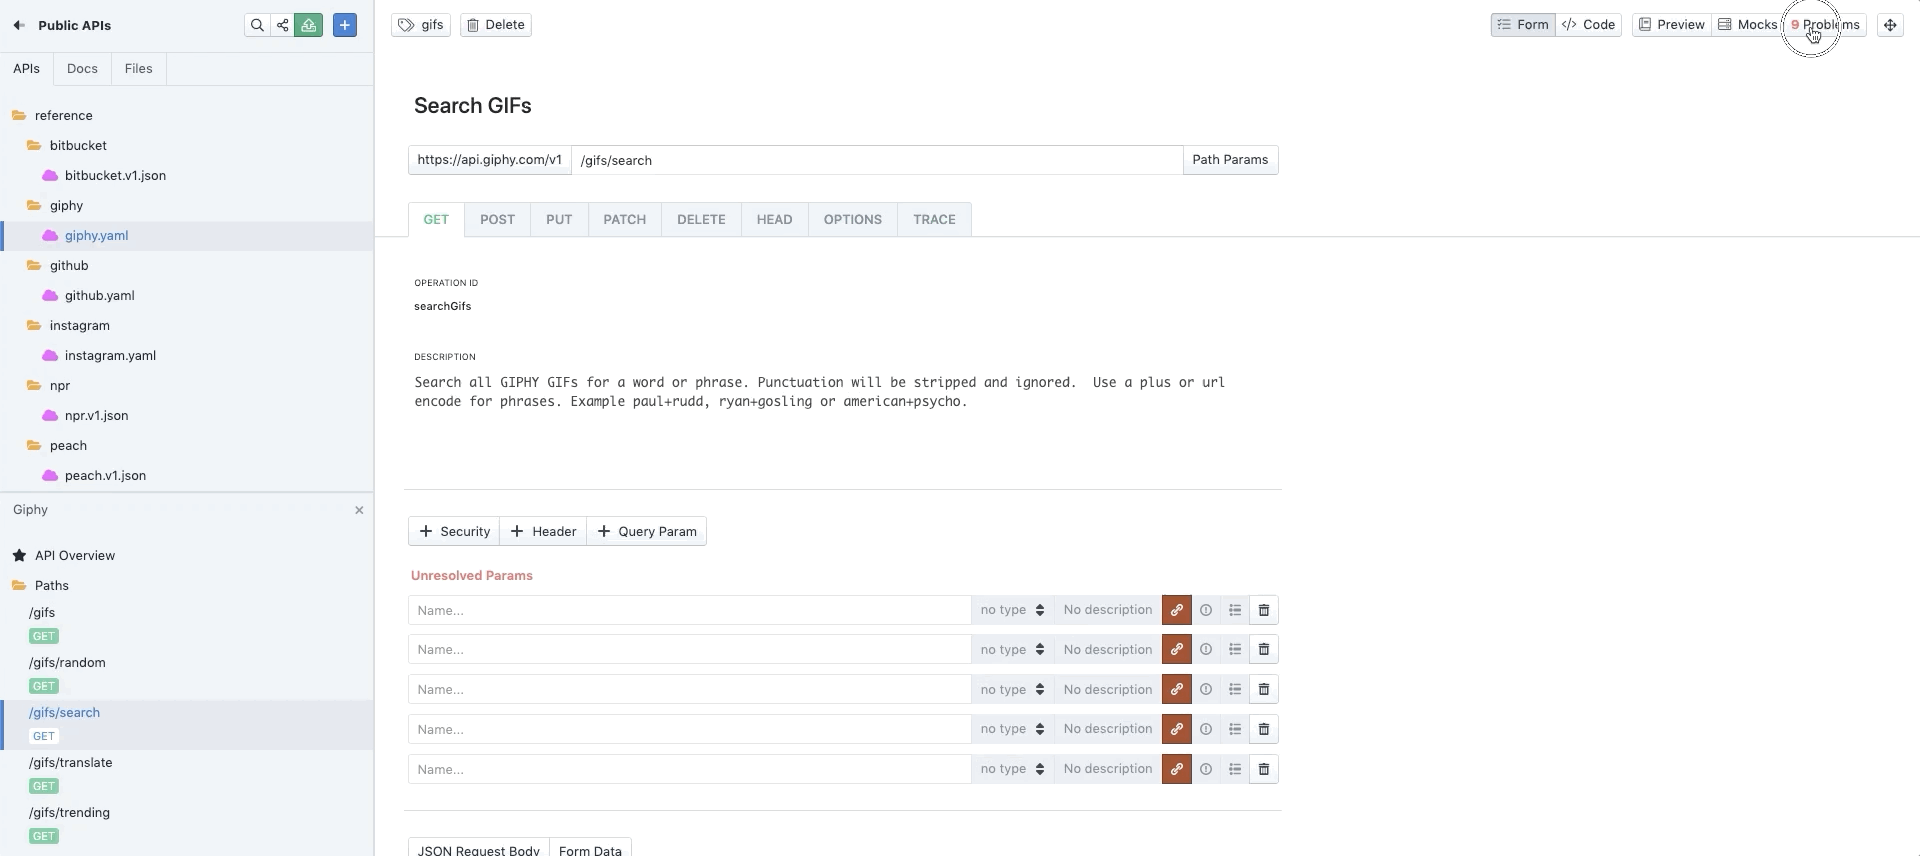 Public APIs
APIs Docs Files
reference
bitbucket
bitbucket.v1.json
giphy
giphy.yaml
github
github.yaml
instagram
instagram.yaml
npr
npr.v1.json
peach
peach.v1.json
Giphy
API Overview
Paths
/gifs
GET
/gifs/random
GET
/gifs/search
GET
/gifs/translate
GET
/gifs/trending
GET
gifs Delete
Form </> Code Preview Mocks 9 Problems
Search GIFs
https://api.giphy.com/v1 /gifs/search Path Params
GET POST PUT PATCH DELETE HEAD OPTIONS TRACE
OPERATION ID
searchGifs
DESCRIPTION
Search all GIPHY GIFs for a word or phrase. Punctuation will be stripped and ignored.  Use a plus or url
encode for phrases. Example paul+rudd, ryan+gosling or american+psycho.
+ Security + Header + Query Param
Unresolved Params
Name... no type No description
Name... no type No description
Name... no type No description
Name... no type No description
Name... no type No description
JSON Request Body Form Data